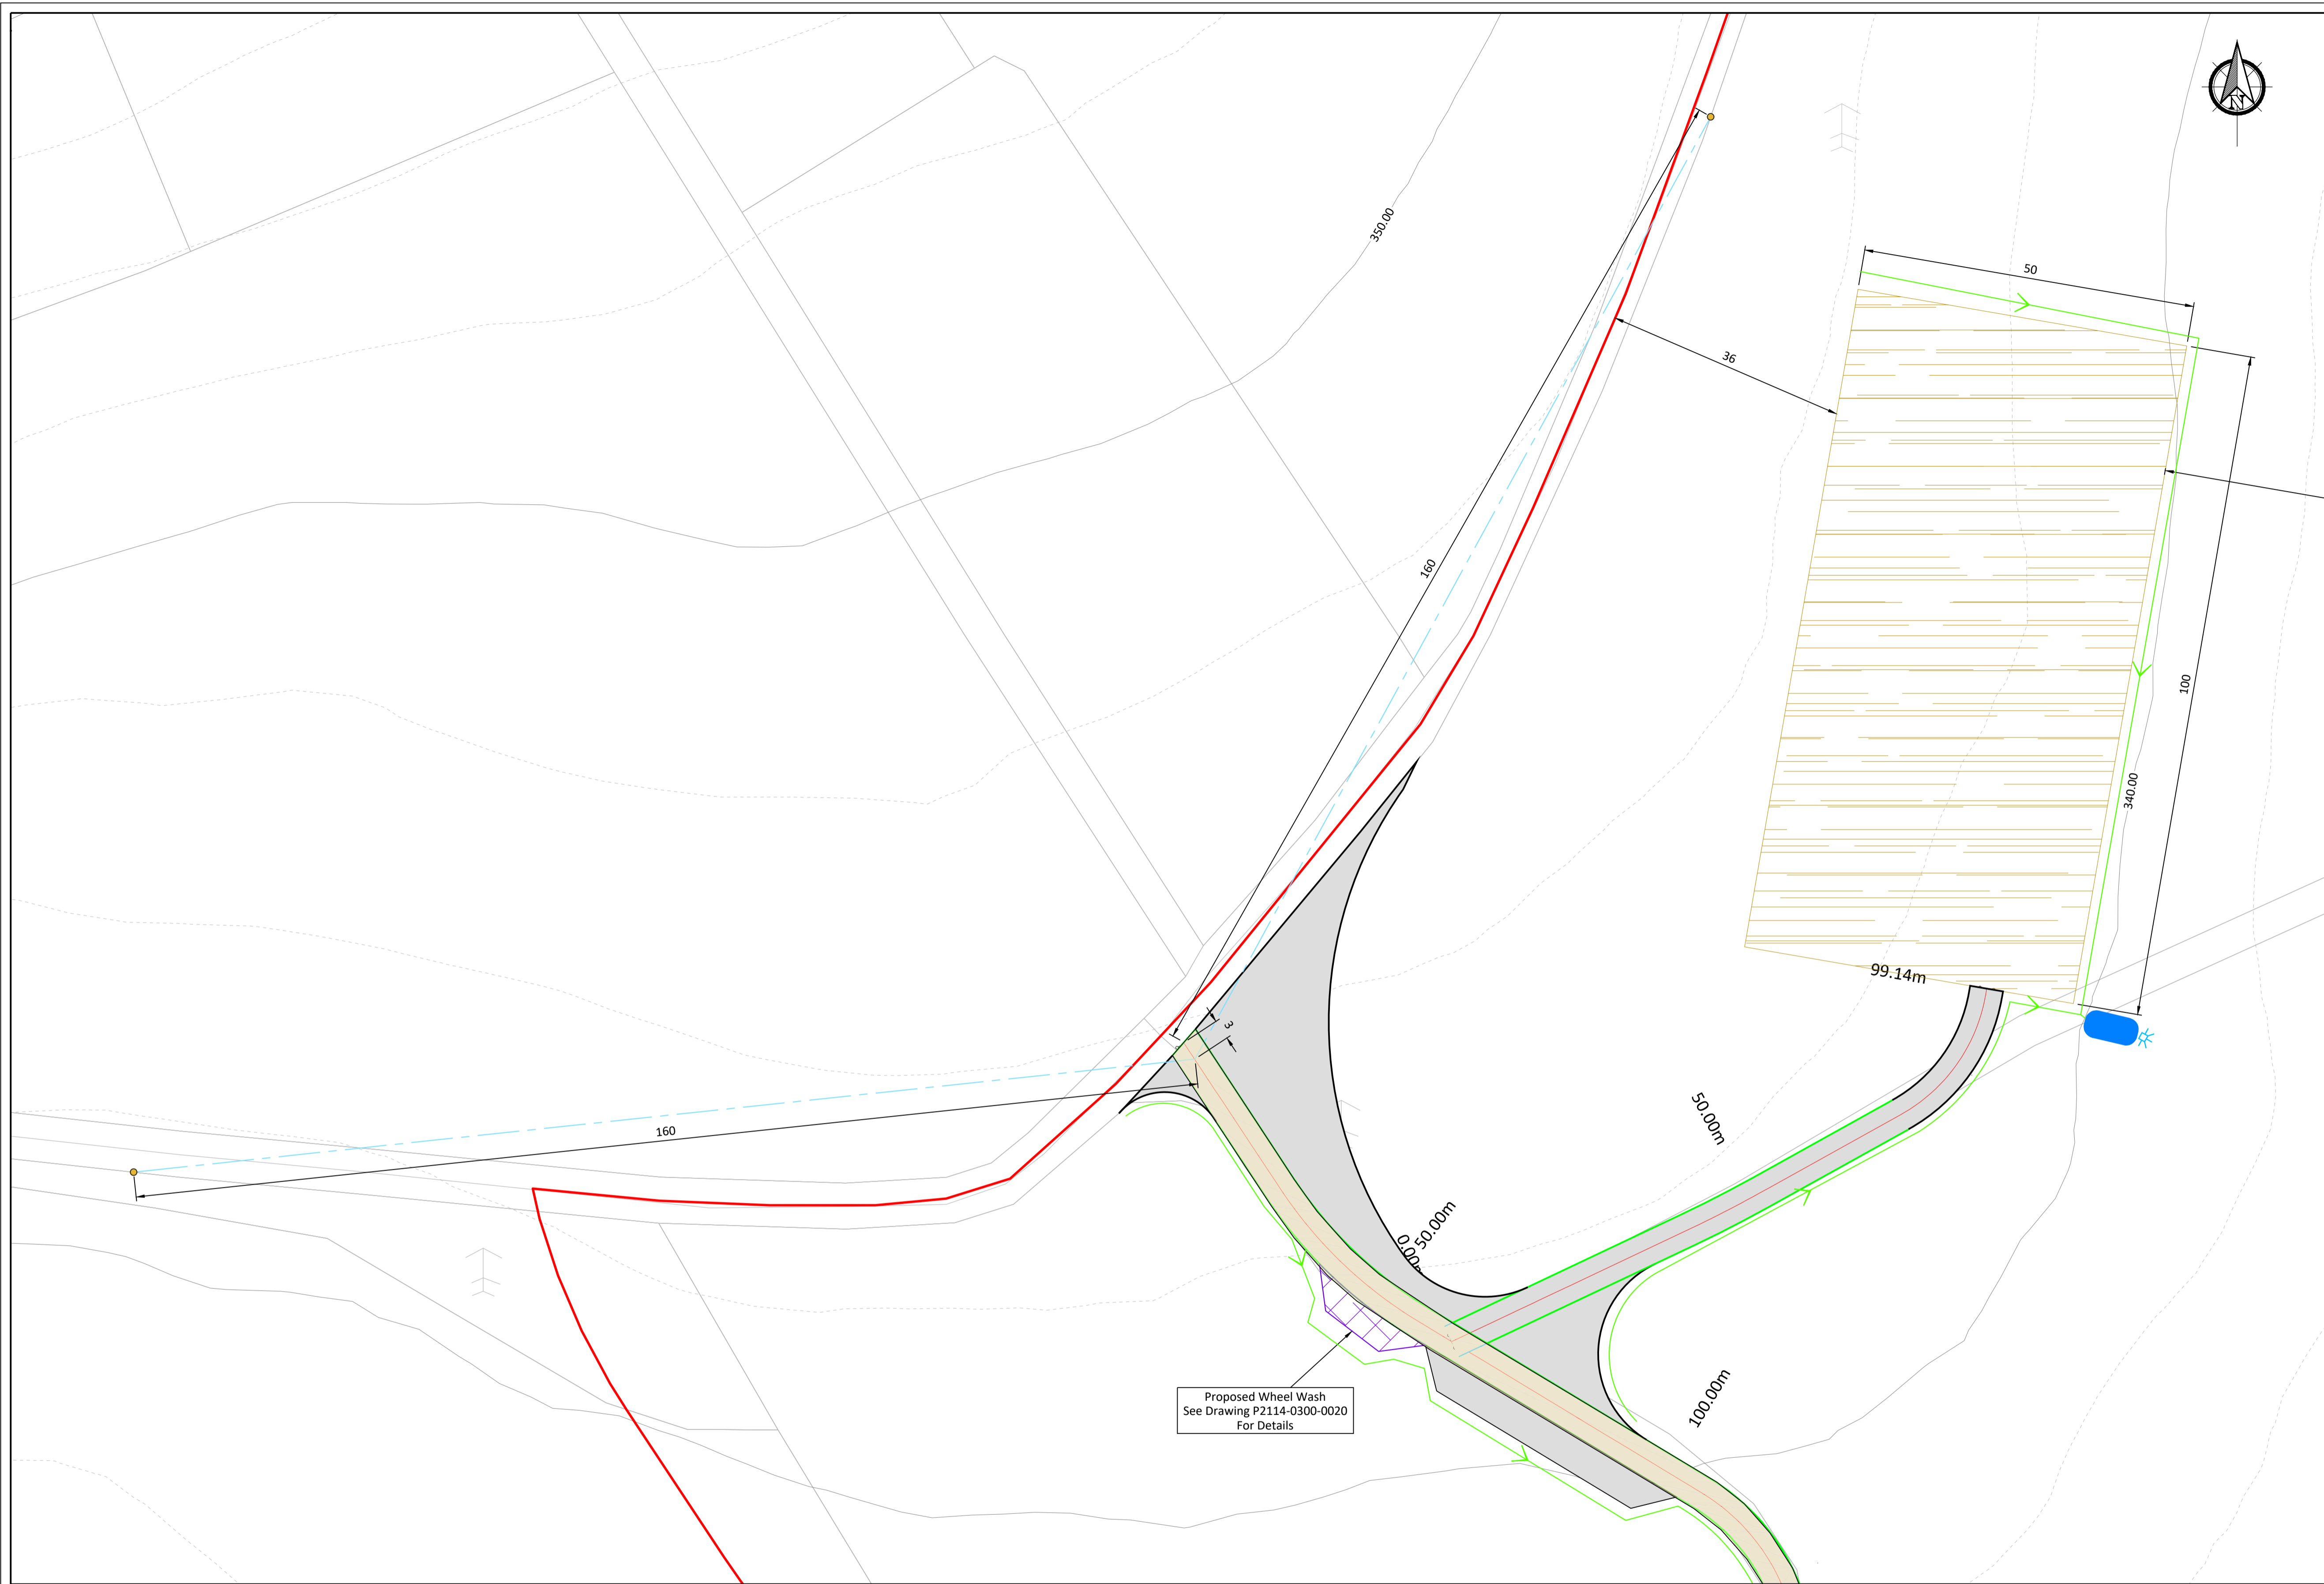 N
350.00
50
36
160
100
340.00
99.14m
3
50.00m
160
50.00m
100.00m
Proposed Wheel Wash
See Drawing P2114-0300-0020
For Details